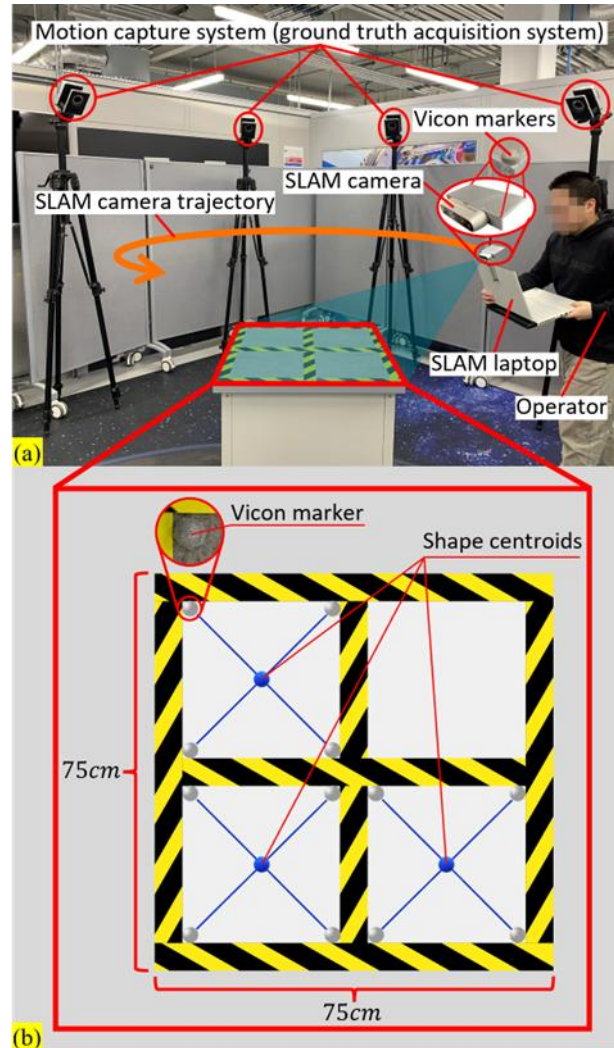 Motion capture system (ground truth acquisition system)
Vicon markers
SLAM camera
SLAM camera trajectory
SLAM laptop
Operator
(a)
Vicon marker
Shape centroids
75cm
75cm
(b)